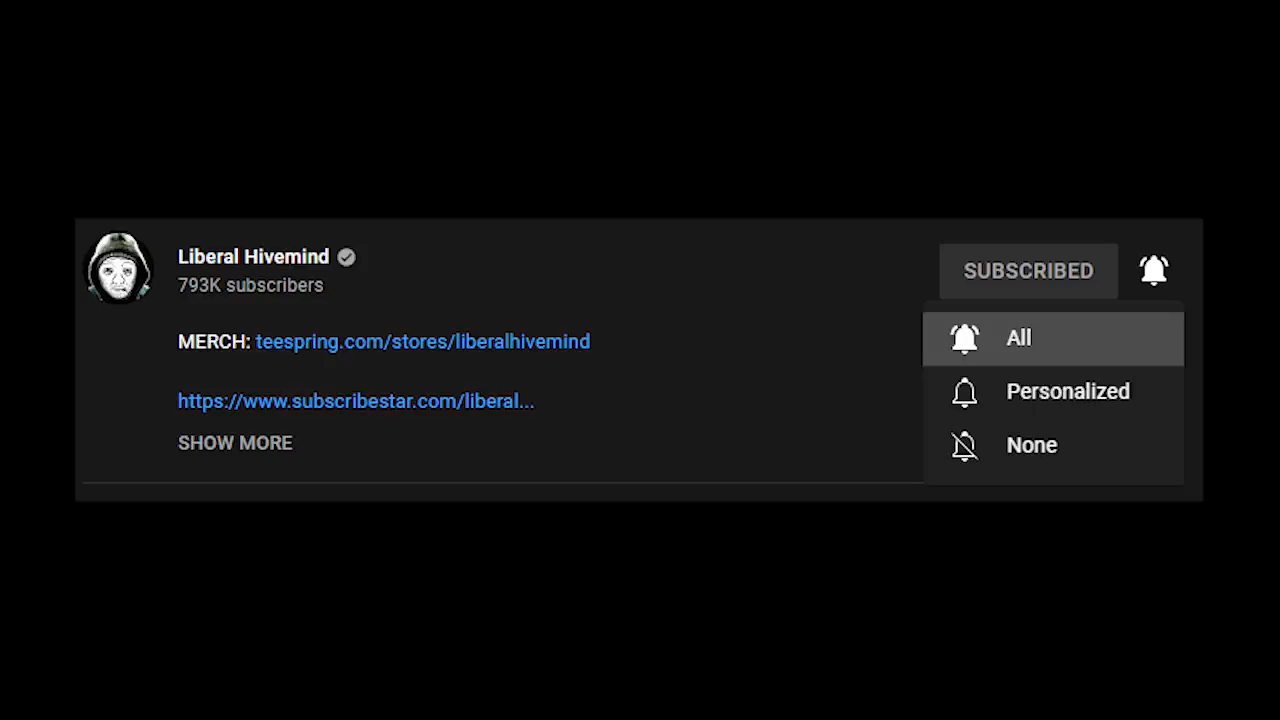 Liberal Hivemind
793K subscribers
SUBSCRIBED
MERCH: teespring.com/stores/liberalhivemind
https://www.subscribestar.com/liberal...
SHOW MORE
All
Personalized
None